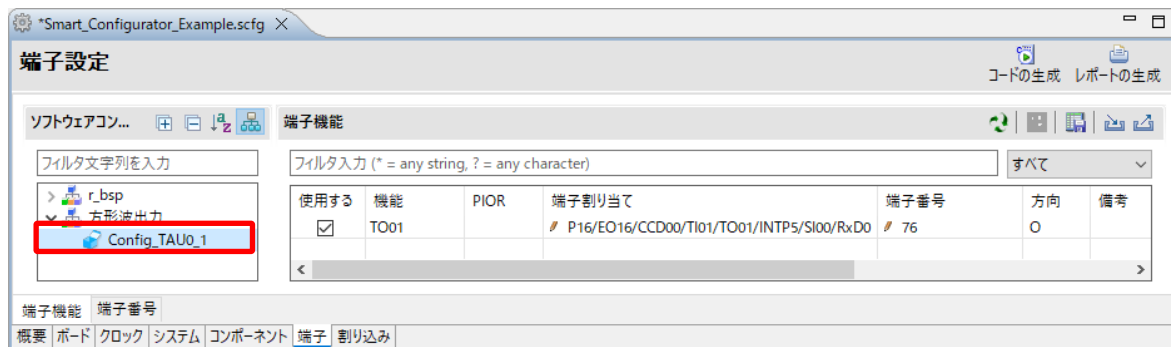 *Smart_Configurator_Example.scfg
端子設定
コードの生成 レポートの生成
ソフトウェアコン...
端子機能
フィルタ文字列を入力
フィルタ入力 (* = any string, ? = any character)
すべて
r_bsp
方形波出力
Config_TAU0_1
使用する 機能 PIOR 端子割り当て 端子番号 方向 備考
TO01 P16/EO16/CCD00/TI01/TO01/INTP5/SI00/RxD0 76 O
端子機能 端子番号
概要 ボード クロック システム コンポーネント 端子 割り込み